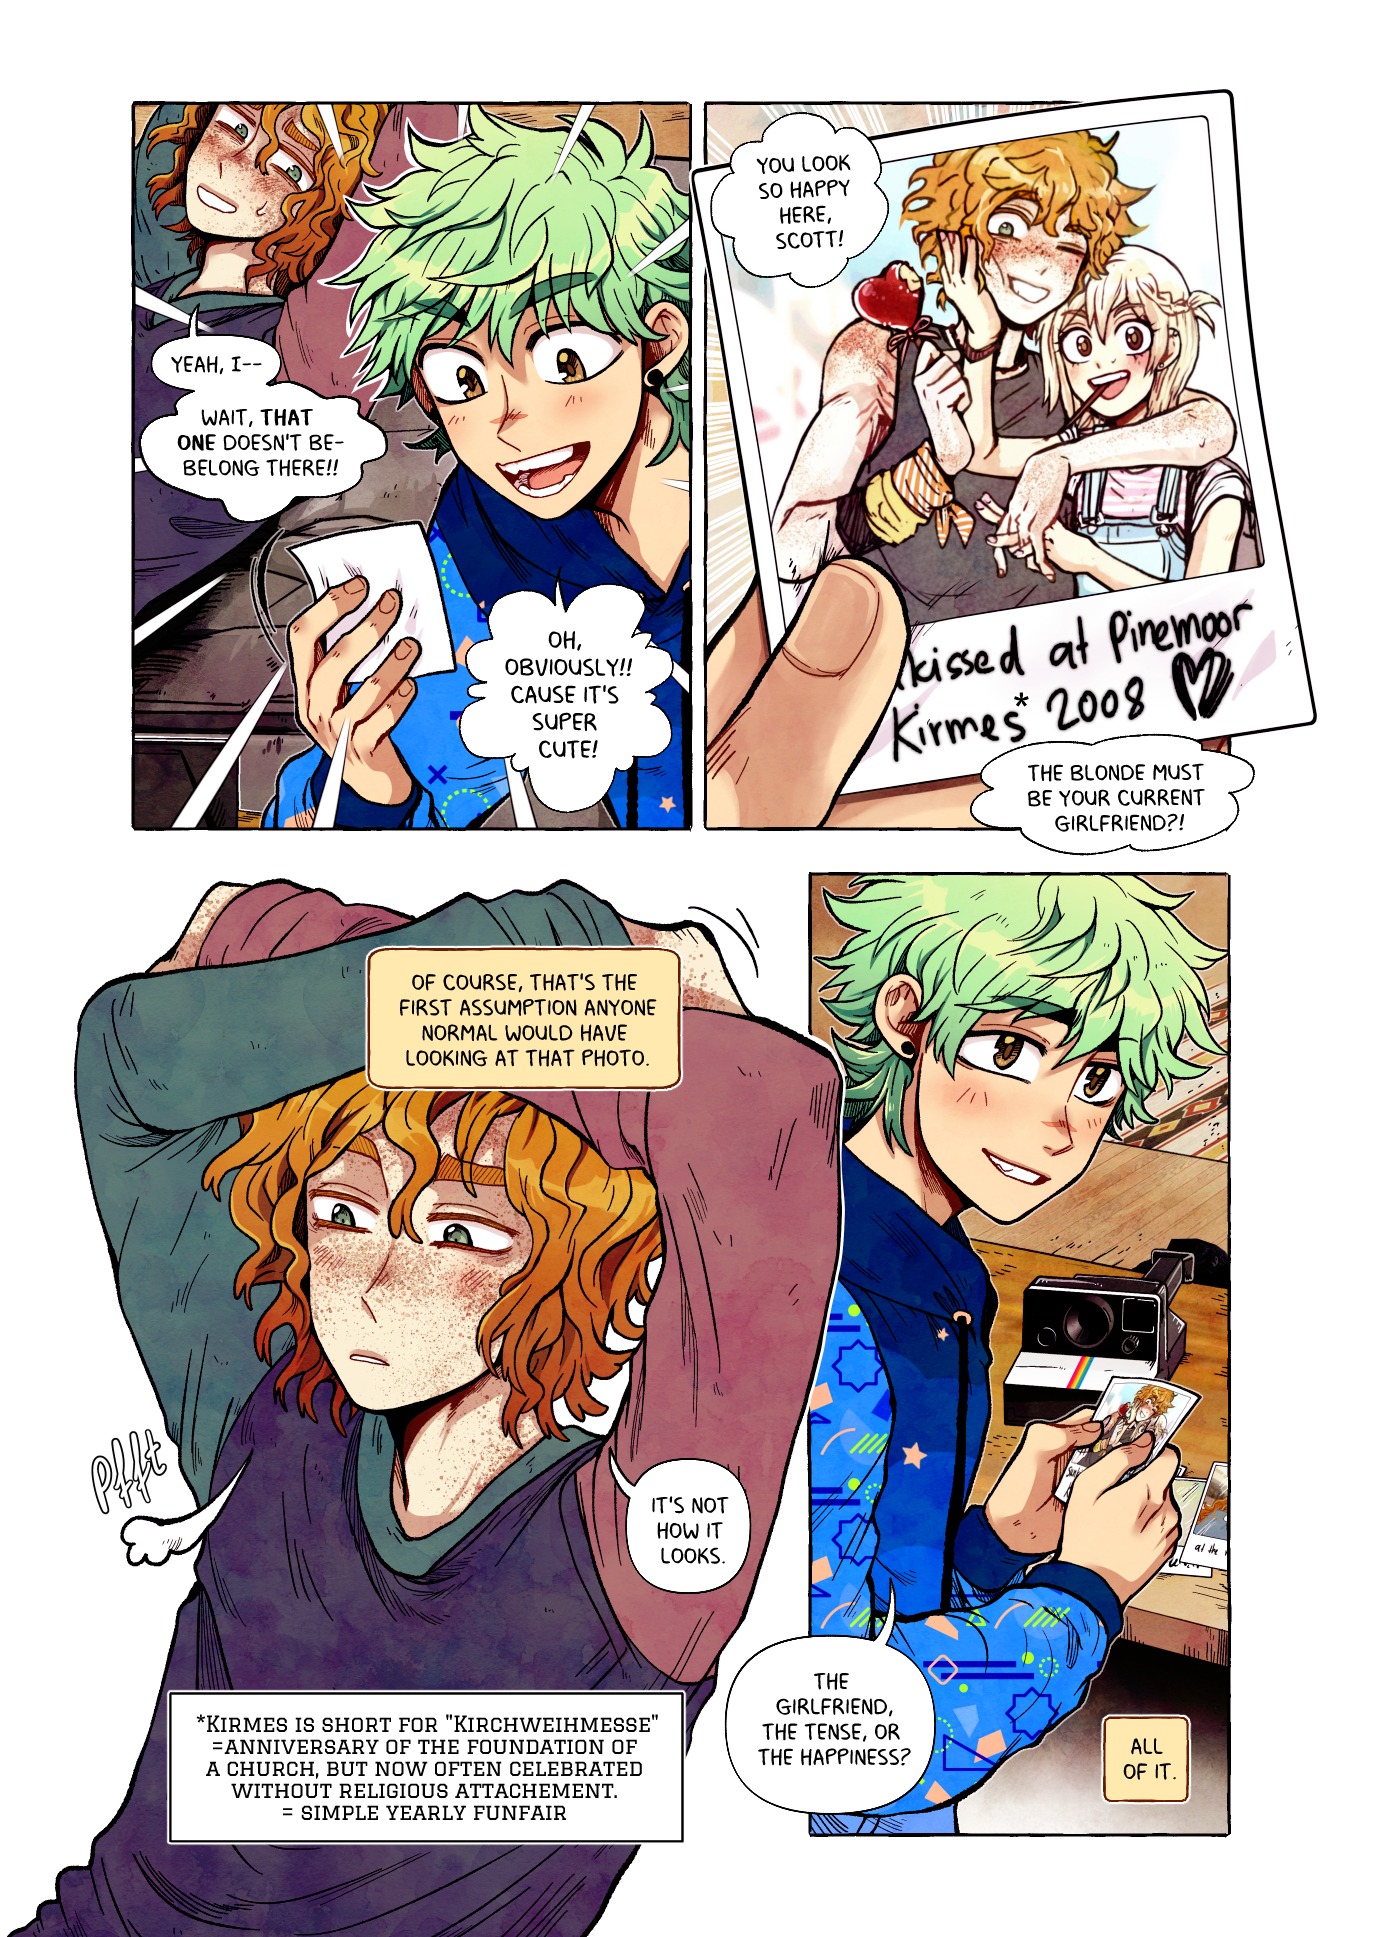 YEAH, I--
WAIT, THAT
ONE DOESN'T BE-
BELONG THERE!!
OH,
OBVIOUSLY!!
CAUSE IT'S
SUPER
CUTE!
YOU LOOK
SO HAPPY
HERE,
SCOTT!
kissed at Pinemoor
Kirmes* 2008
THE BLONDE MUST
BE YOUR CURRENT
GIRLFRIEND?!
OF COURSE, THAT'S THE
FIRST ASSUMPTION ANYONE
NORMAL WOULD HAVE
LOOKING AT THAT PHOTO.
Pffft
IT'S NOT
HOW IT
LOOKS.
at the
THE
GIRLFRIEND,
THE TENSE, OR
THE HAPPINESS?
ALL
OF IT.
*KIRMES IS SHORT FOR "KIRCHWEIHMESSE"
=ANNIVERSARY OF THE FOUNDATION OF
A CHURCH, BUT NOW OFTEN CELEBRATED
WITHOUT RELIGIOUS ATTACHEMENT.
= SIMPLE YEARLY FUNFAIR